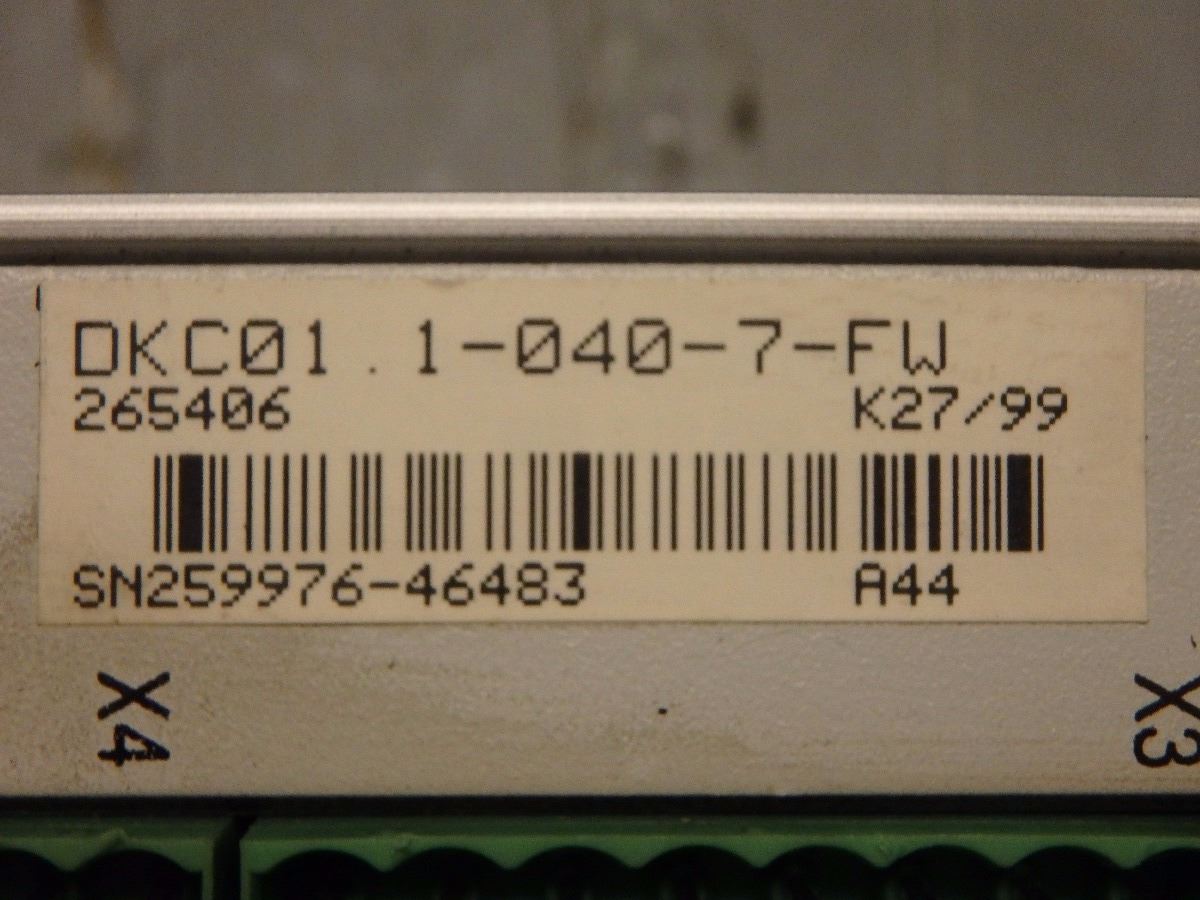 DKC01.1-040-7-FW
265406 K27/99
SN259976-46483 A44
X4 X3